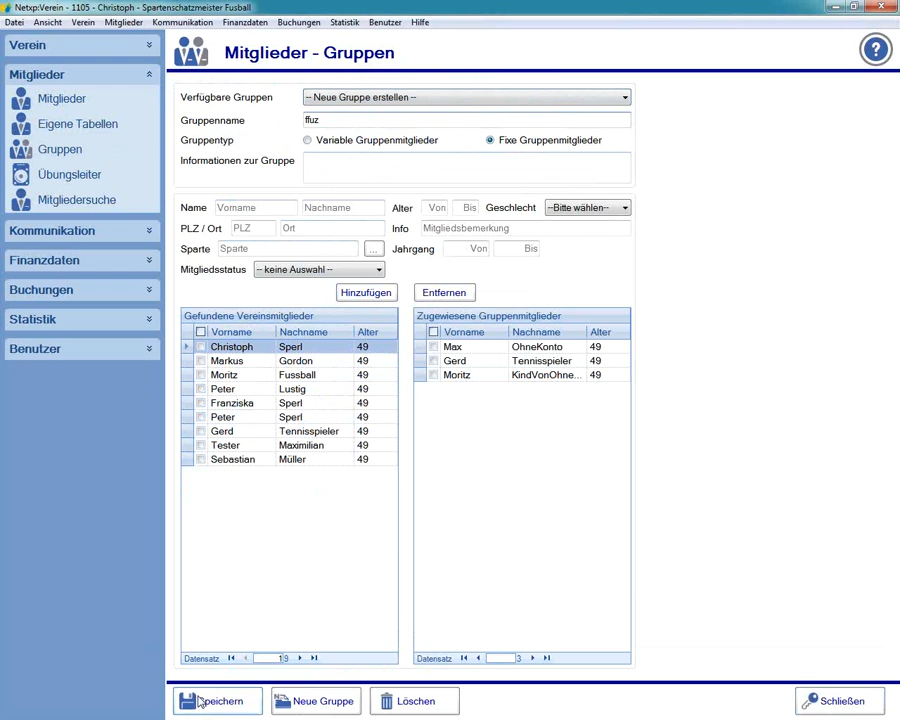 Netxp:Verein - 1105 - Christoph - Spartenschatzmeister Fusball
Datei Ansicht Verein Mitglieder Kommunikation Finanzdaten Buchungen Statistik Benutzer Hilfe
Verein
Mitglieder
Mitglieder
Eigene Tabellen
Gruppen
Übungsleiter
Mitgliedersuche
Kommunikation
Finanzdaten
Buchungen
Statistik
Benutzer
Mitglieder - Gruppen
?
Verfügbare Gruppen -- Neue Gruppe erstellen --
Gruppenname ffuz
Gruppentyp Variable Gruppenmitglieder Fixe Gruppenmitglieder
Informationen zur Gruppe
Name Vorname Nachname Alter Von Bis Geschlecht --Bitte wählen--
PLZ / Ort PLZ Ort Info Mitgliedsbemerkung
Sparte Sparte ... Jahrgang Von Bis
Mitgliedsstatus -- keine Auswahl --
Hinzufügen Entfernen
Gefundene Vereinsmitglieder
Vorname Nachname Alter
Christoph Sperl 49
Markus Gordon 49
Moritz Fussball 49
Peter Lustig 49
Franziska Sperl 49
Peter Sperl 49
Gerd Tennisspieler 49
Tester Maximilian 49
Sebastian Müller 49
Datensatz 1 9
Zugewiesene Gruppenmitglieder
Vorname Nachname Alter
Max OhneKonto 49
Gerd Tennisspieler 49
Moritz KindVonOhne... 49
Datensatz 3
Speichern Neue Gruppe Löschen Schließen